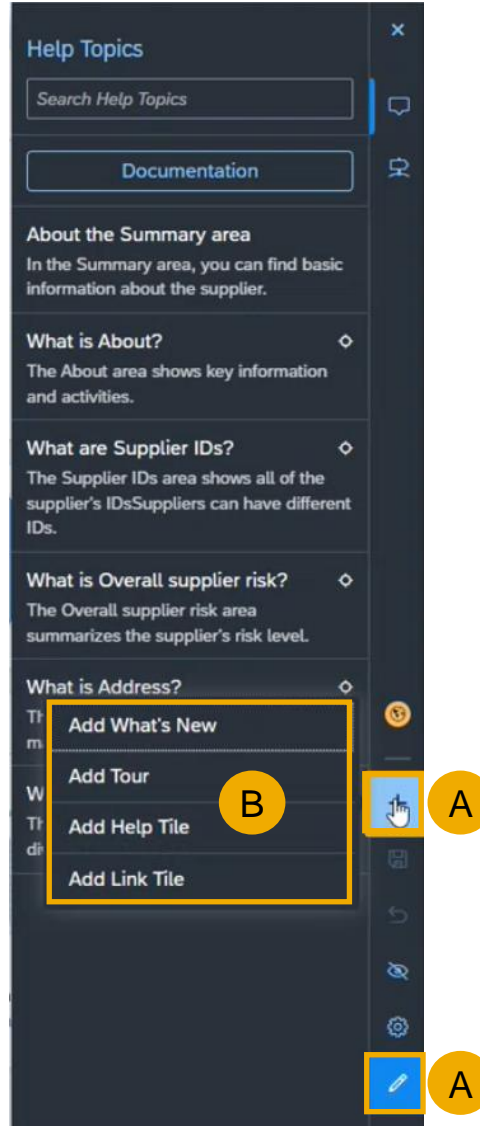 Help Topics
Search Help Topics
Documentation
About the Summary area
In the Summary area, you can find basic
information about the supplier.
What is About?
The About area shows key information
and activities.
What are Supplier IDs?
The Supplier IDs area shows all of the
supplier's IDsSuppliers can have different
IDs.
What is Overall supplier risk?
The Overall supplier risk area
summarizes the supplier's risk level.
What is Address?
Add What's New
Add Tour
B
A
Add Help Tile
Add Link Tile
A